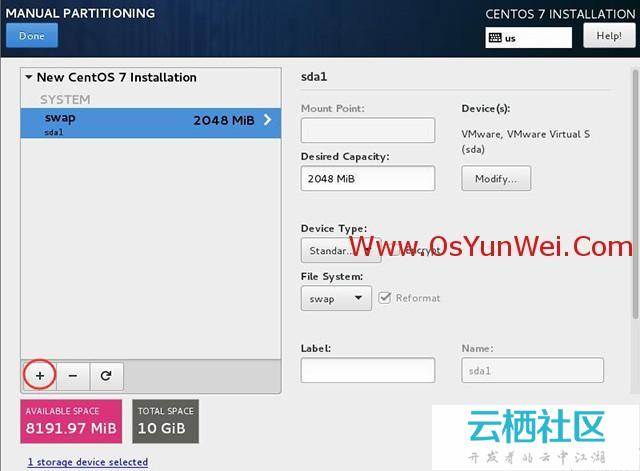 MANUAL PARTITIONING
CENTOS 7 INSTALLATION
Done
us
Help!
New CentOS 7 Installation
SYSTEM
swap
2048 MiB
sda1
sda1
Mount Point:
Device(s):
VMware, VMware Virtual S
(sda)
Desired Capacity:
2048 MiB
Modify...
Device Type:
Standar...
Encrypt
Www.OsYunWei.Com
File System:
swap
Reformat
Label:
Name:
sda1
+
−
AVAILABLE SPACE
8191.97 MiB
TOTAL SPACE
10 GiB
1 storage device selected
云栖社区
开发者的云中江湖